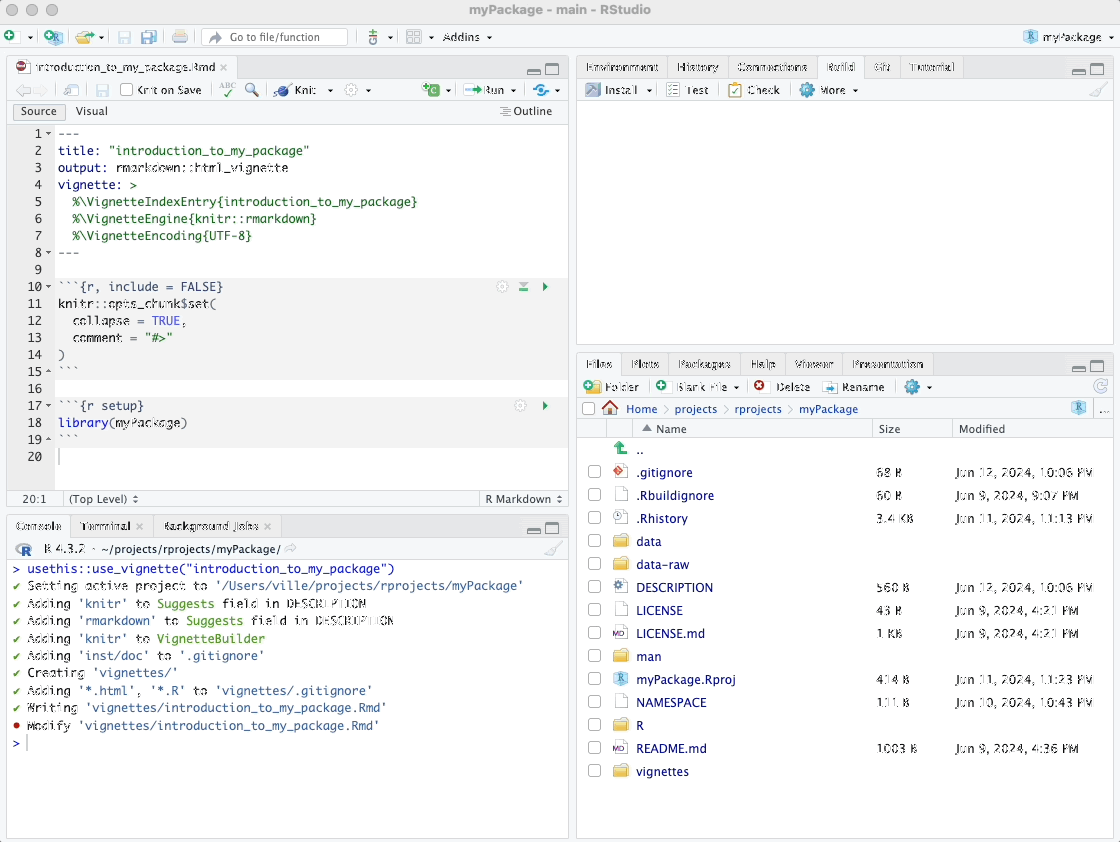 myPackage - main - RStudio
Go to file/function
Addins
myPackage
introduction_to_my_package.Rmd
Knit on Save
ABC
Knit
Run
Source
Visual
Outline
1 ---
2 title: "introduction_to_my_package"
3 output: rmarkdown::html_vignette
4 vignette: >
5 %\VignetteIndexEntry{introduction_to_my_package}
6 %\VignetteEngine{knitr::rmarkdown}
7 %\VignetteEncoding{UTF-8}
8 ---
9
10 ```{r, include = FALSE}
11 knitr::opts_chunk$set(
12 collapse = TRUE,
13 comment = "#>"
14 )
15 ```
16
17 ```{r setup}
18 library(myPackage)
19 ```
20
20:1 (Top Level) R Markdown
Console Terminal Background Jobs
R 4.3.2 · ~/projects/rprojects/myPackage/
> usethis::use_vignette("introduction_to_my_package")
✔ Setting active project to '/Users/ville/projects/rprojects/myPackage'
✔ Adding 'knitr' to Suggests field in DESCRIPTION
✔ Adding 'rmarkdown' to Suggests field in DESCRIPTION
✔ Adding 'knitr' to VignetteBuilder
✔ Adding 'inst/doc' to '.gitignore'
✔ Creating 'vignettes/'
✔ Adding '*.html', '*.R' to 'vignettes/.gitignore'
✔ Writing 'vignettes/introduction_to_my_package.Rmd'
• Modify 'vignettes/introduction_to_my_package.Rmd'
>
Environment History Connections Build Git Tutorial
Install Test Check More
Files Plots Packages Help Viewer Presentation
Folder Blank File Delete Rename
Home projects rprojects myPackage ...
Name Size Modified
..
.gitignore 68 B Jun 12, 2024, 10:06 PM
.Rbuildignore 60 B Jun 9, 2024, 9:07 PM
.Rhistory 3.4 KB Jun 11, 2024, 11:13 PM
data
data-raw
DESCRIPTION 560 B Jun 12, 2024, 10:06 PM
LICENSE 43 B Jun 9, 2024, 4:21 PM
LICENSE.md 1 KB Jun 9, 2024, 4:21 PM
man
myPackage.Rproj 414 B Jun 11, 2024, 11:23 PM
NAMESPACE 111 B Jun 10, 2024, 10:43 PM
R
README.md 1003 B Jun 9, 2024, 4:36 PM
vignettes